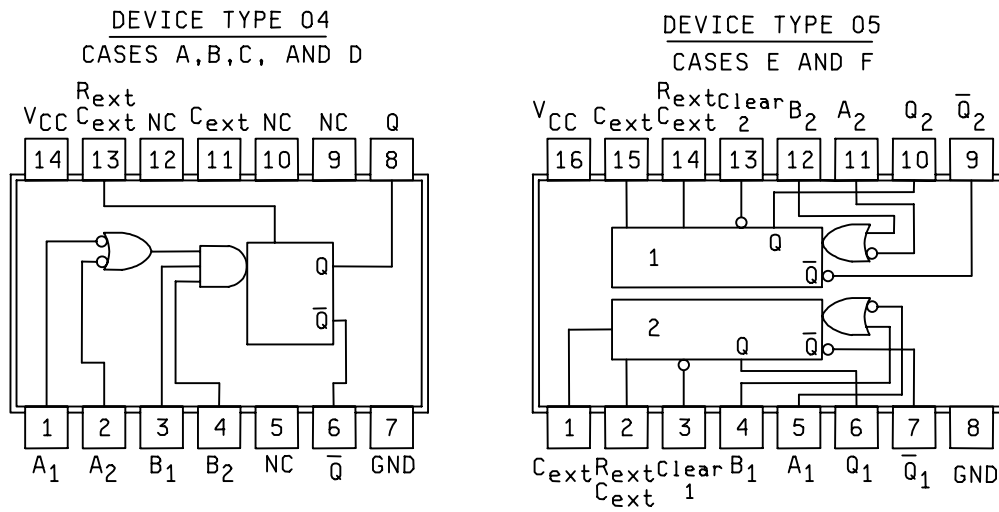 DEVICE TYPE 04
CASES A,B,C, AND D
VCC Rext Cext NC Cext NC NC Q
14 13 12 11 10 9 8
Q
Q̅
1 2 3 4 5 6 7
A1 A2 B1 B2 NC Q̅ GND
DEVICE TYPE 05
CASES E AND F
VCC Cext Rext Cext Clear 2 B2 A2 Q2 Q̅2
16 15 14 13 12 11 10 9
1 Q
Q̅
2 Q Q̅
1 2 3 4 5 6 7 8
Cext Rext Cext Clear 1 B1 A1 Q1 Q̅1 GND